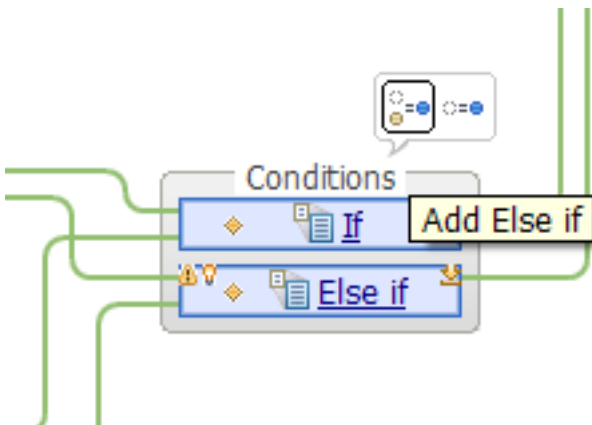 Conditions
If
Add Else if
Else if